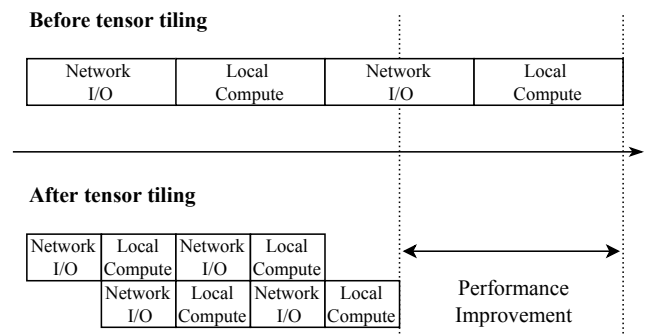 Before tensor tiling
Network Local Network Local
I/O Compute I/O Compute
After tensor tiling
Network Local Network Local
I/O Compute I/O Compute
Network Local Network Local
I/O Compute I/O Compute
Performance
Improvement